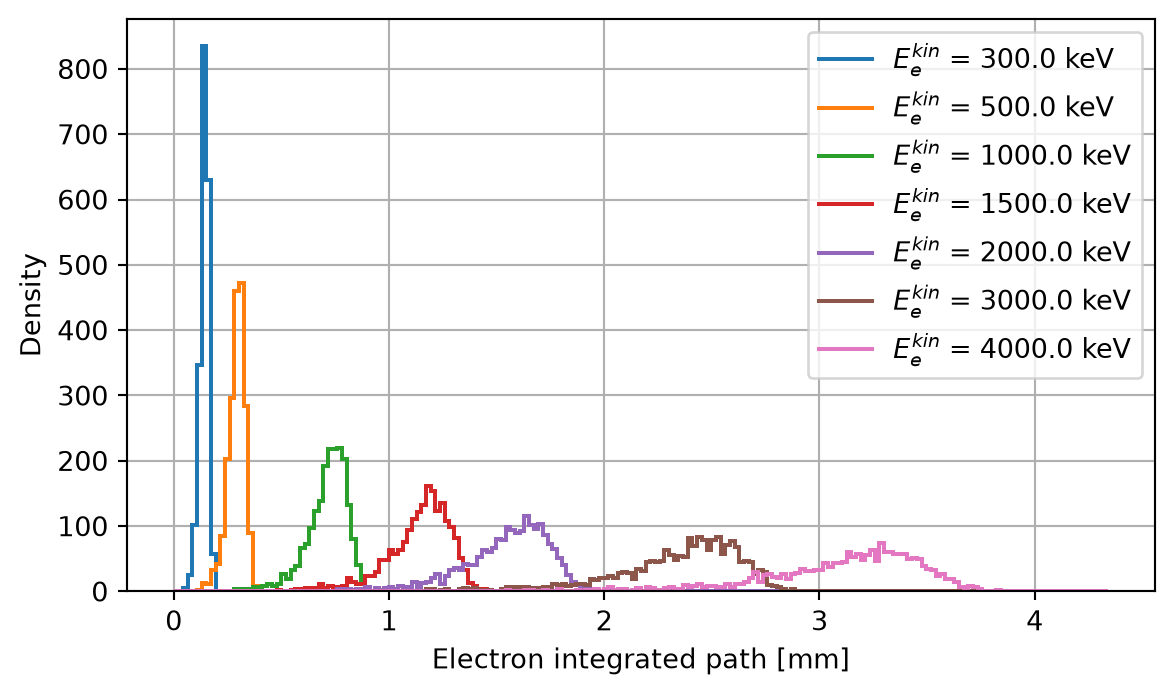 800
700
600
500
400
300
200
100
0
Density
0 1 2 3 4
Electron integrated path [mm]
$E_e^{kin}$ = 300.0 keV
$E_e^{kin}$ = 500.0 keV
$E_e^{kin}$ = 1000.0 keV
$E_e^{kin}$ = 1500.0 keV
$E_e^{kin}$ = 2000.0 keV
$E_e^{kin}$ = 3000.0 keV
$E_e^{kin}$ = 4000.0 keV